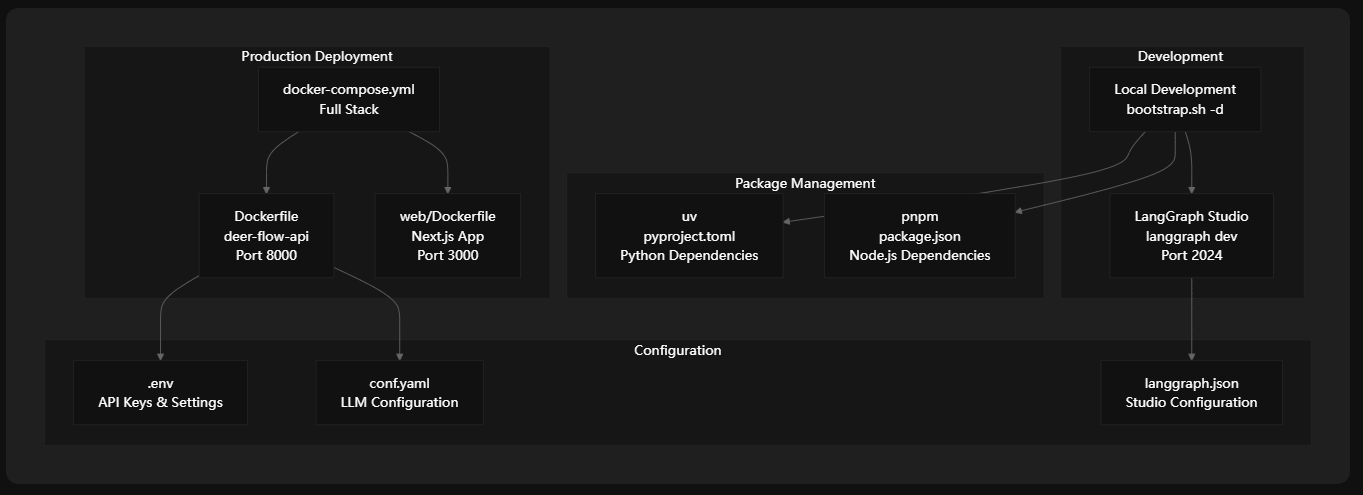 Production Deployment
docker-compose.yml
Full Stack
Dockerfile
deer-flow-api
Port 8000
web/Dockerfile
Next.js App
Port 3000
Package Management
uv
pyproject.toml
Python Dependencies
pnpm
package.json
Node.js Dependencies
Development
Local Development
bootstrap.sh -d
LangGraph Studio
langgraph dev
Port 2024
Configuration
.env
API Keys & Settings
conf.yaml
LLM Configuration
langgraph.json
Studio Configuration